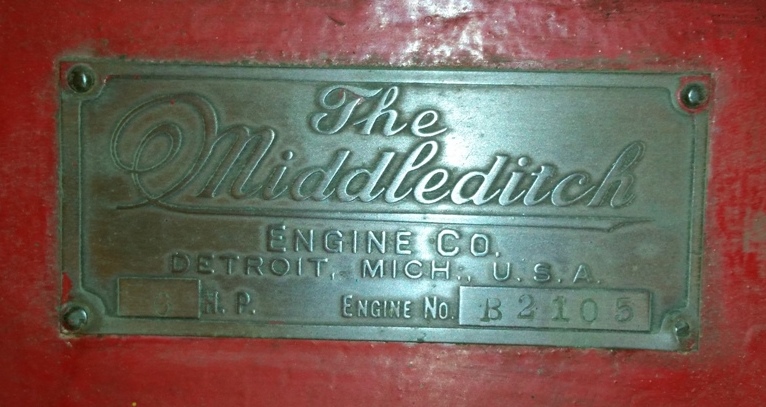 The
Middleditch
ENGINE CO.
DETROIT, MICH., U.S.A.
H.P. ENGINE NO. B2105